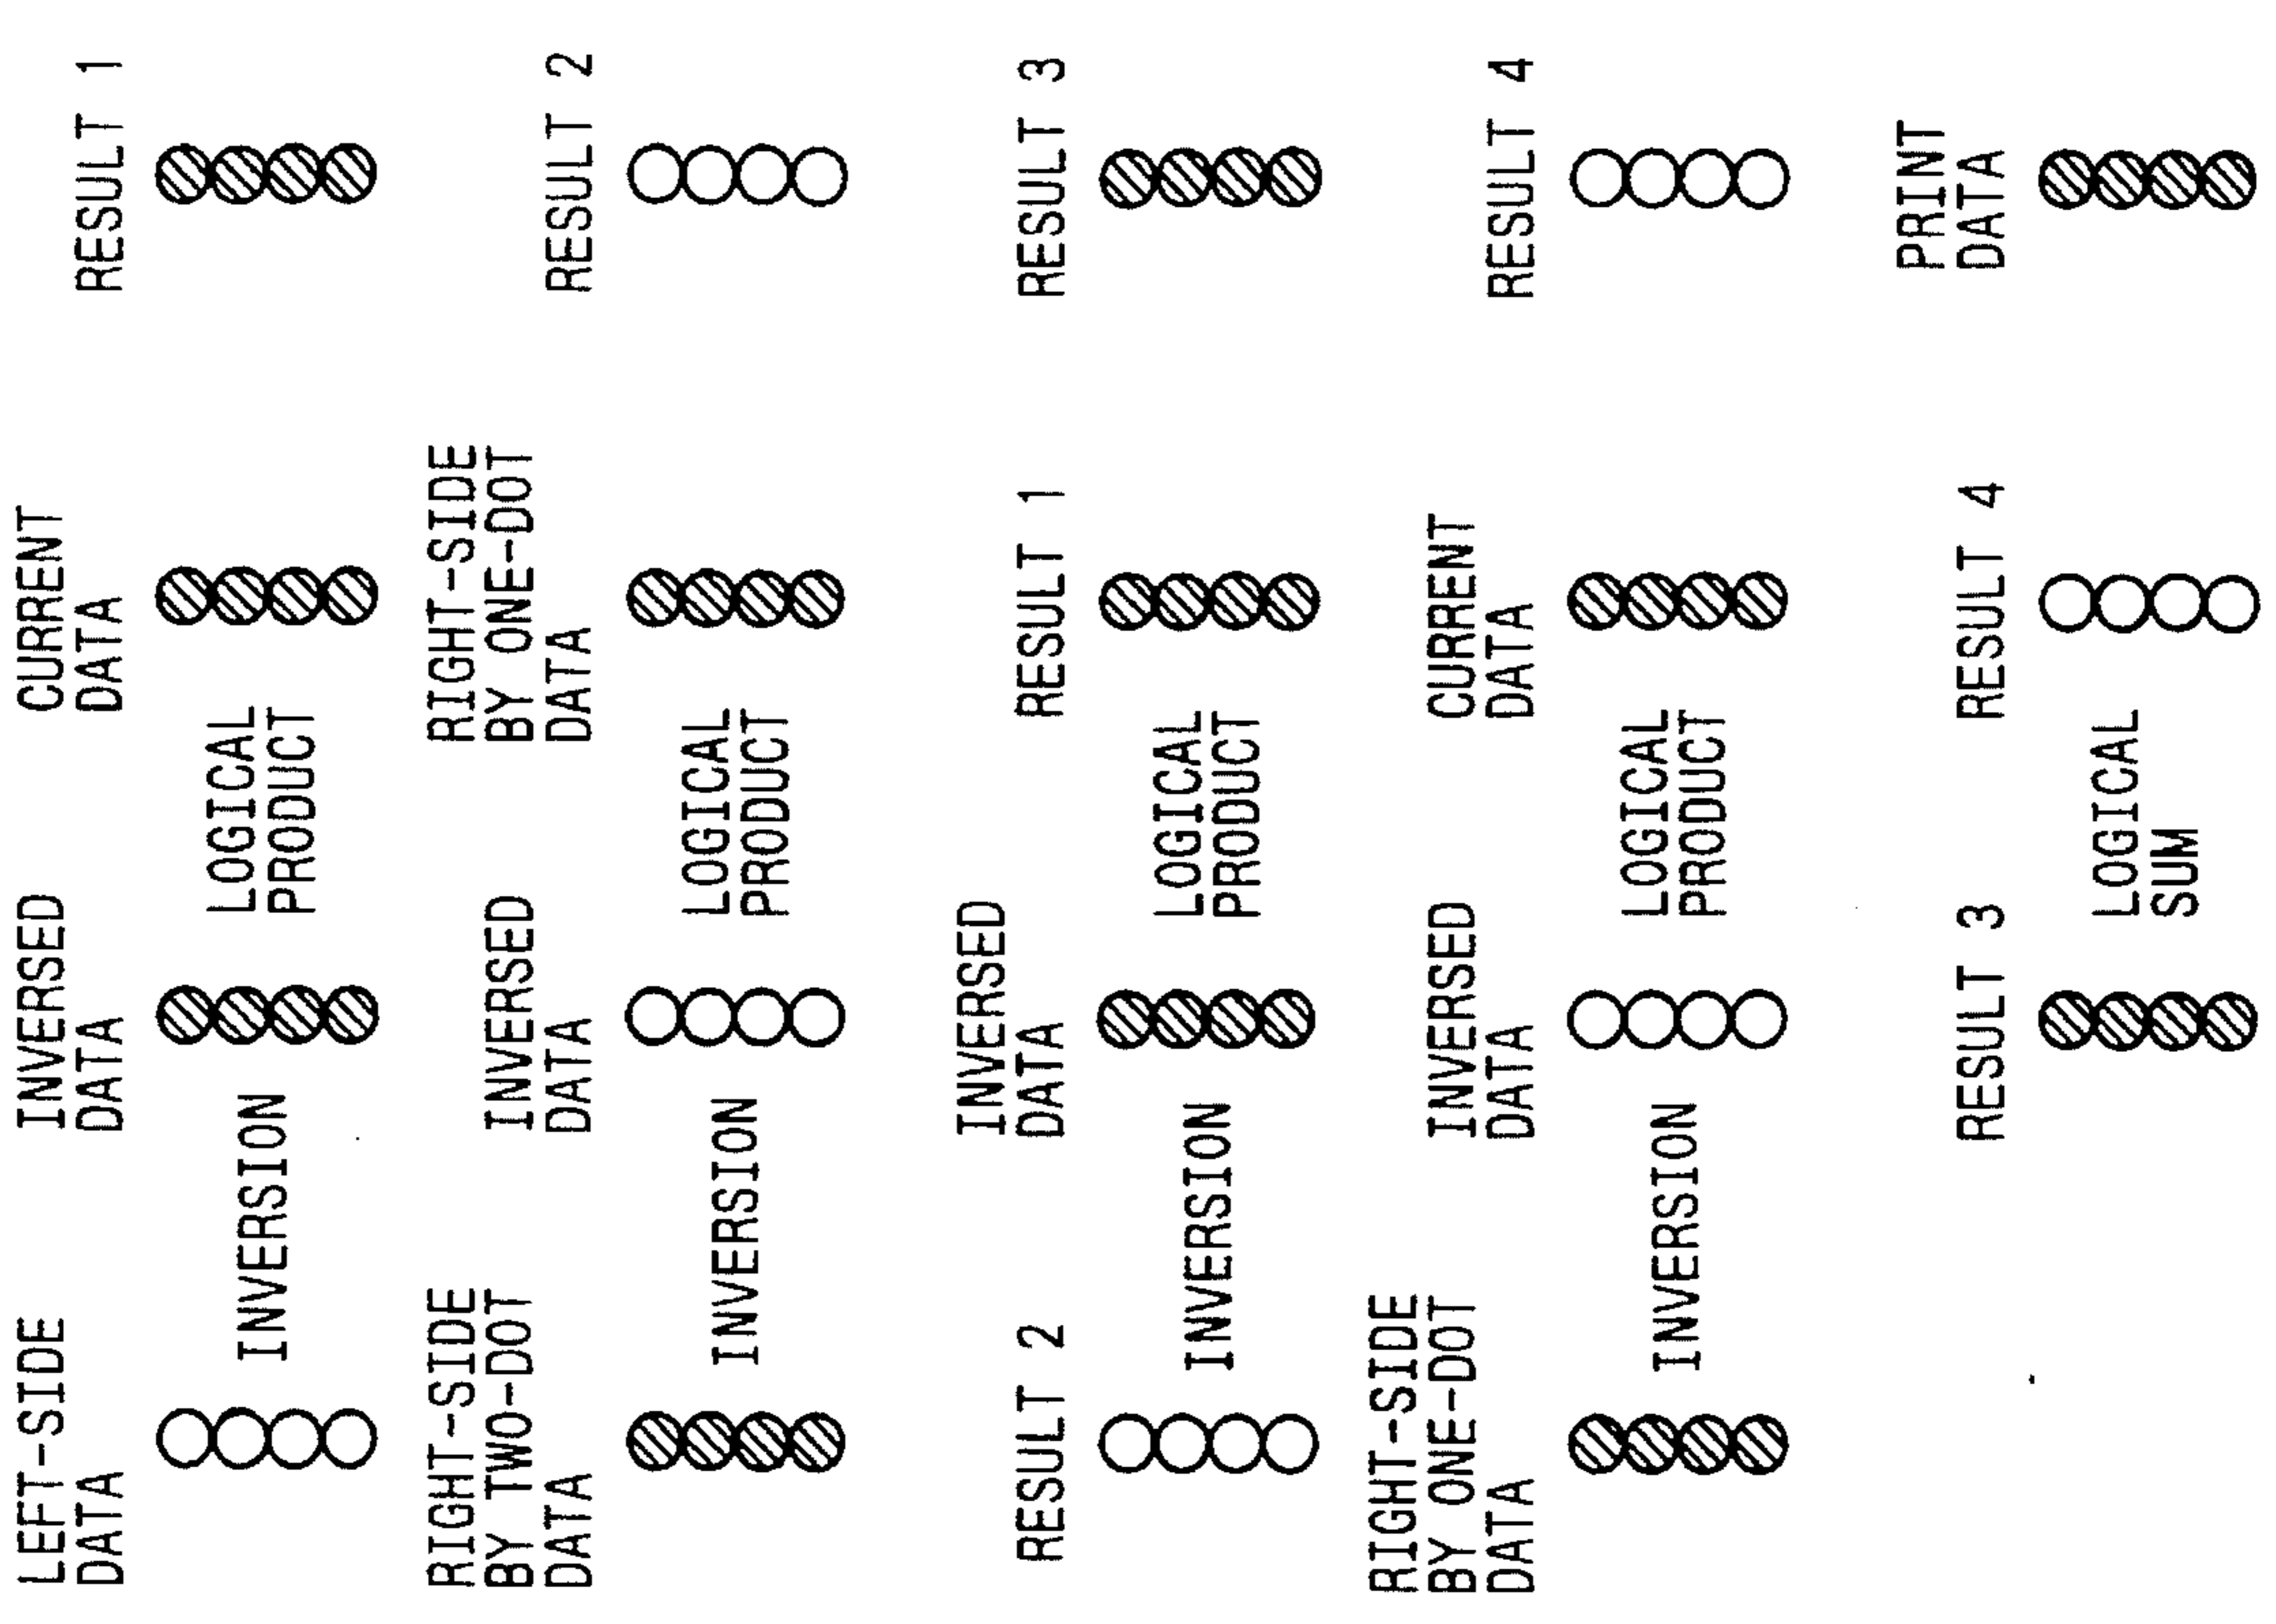 LEFT-SIDE
DATA
INVERSION
INVERSED
DATA
LOGICAL
PRODUCT
CURRENT
DATA
RESULT 1
RIGHT-SIDE
BY TWO-DOT
DATA
INVERSION
INVERSED
DATA
LOGICAL
PRODUCT
RIGHT-SIDE
BY ONE-DOT
DATA
RESULT 2
RESULT 2
INVERSION
INVERSED
DATA
LOGICAL
PRODUCT
RESULT 1
RESULT 3
RIGHT-SIDE
BY ONE-DOT
DATA
INVERSION
INVERSED
DATA
LOGICAL
PRODUCT
CURRENT
DATA
RESULT 4
RESULT 3
LOGICAL
SUM
RESULT 4
PRINT
DATA